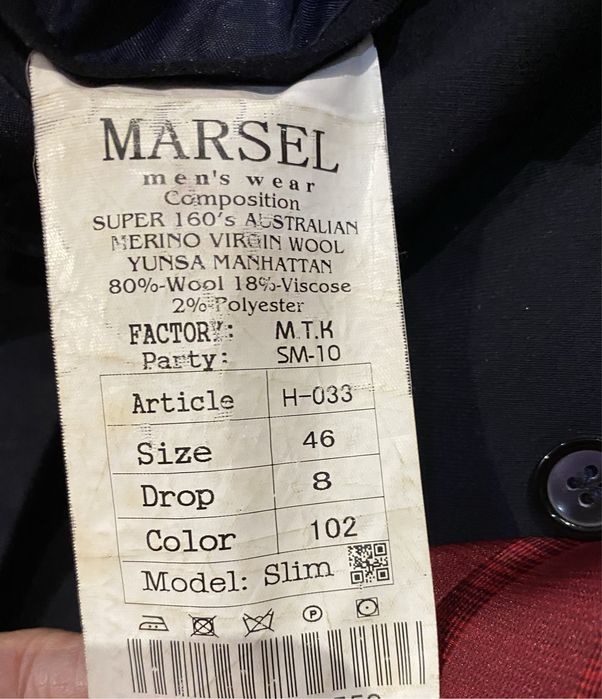 MARSEL
men's wear
Composition
SUPER 160's AUSTRALIAN
MERINO VIRGIN WOOL
YUNSA MANHATTAN
80%-Wool 18%-Viscose
2%-Polyester
FACTORY: M.T.K
Party: SM-10
Article H-033
Size 46
Drop 8
Color 102
Model: Slim
P